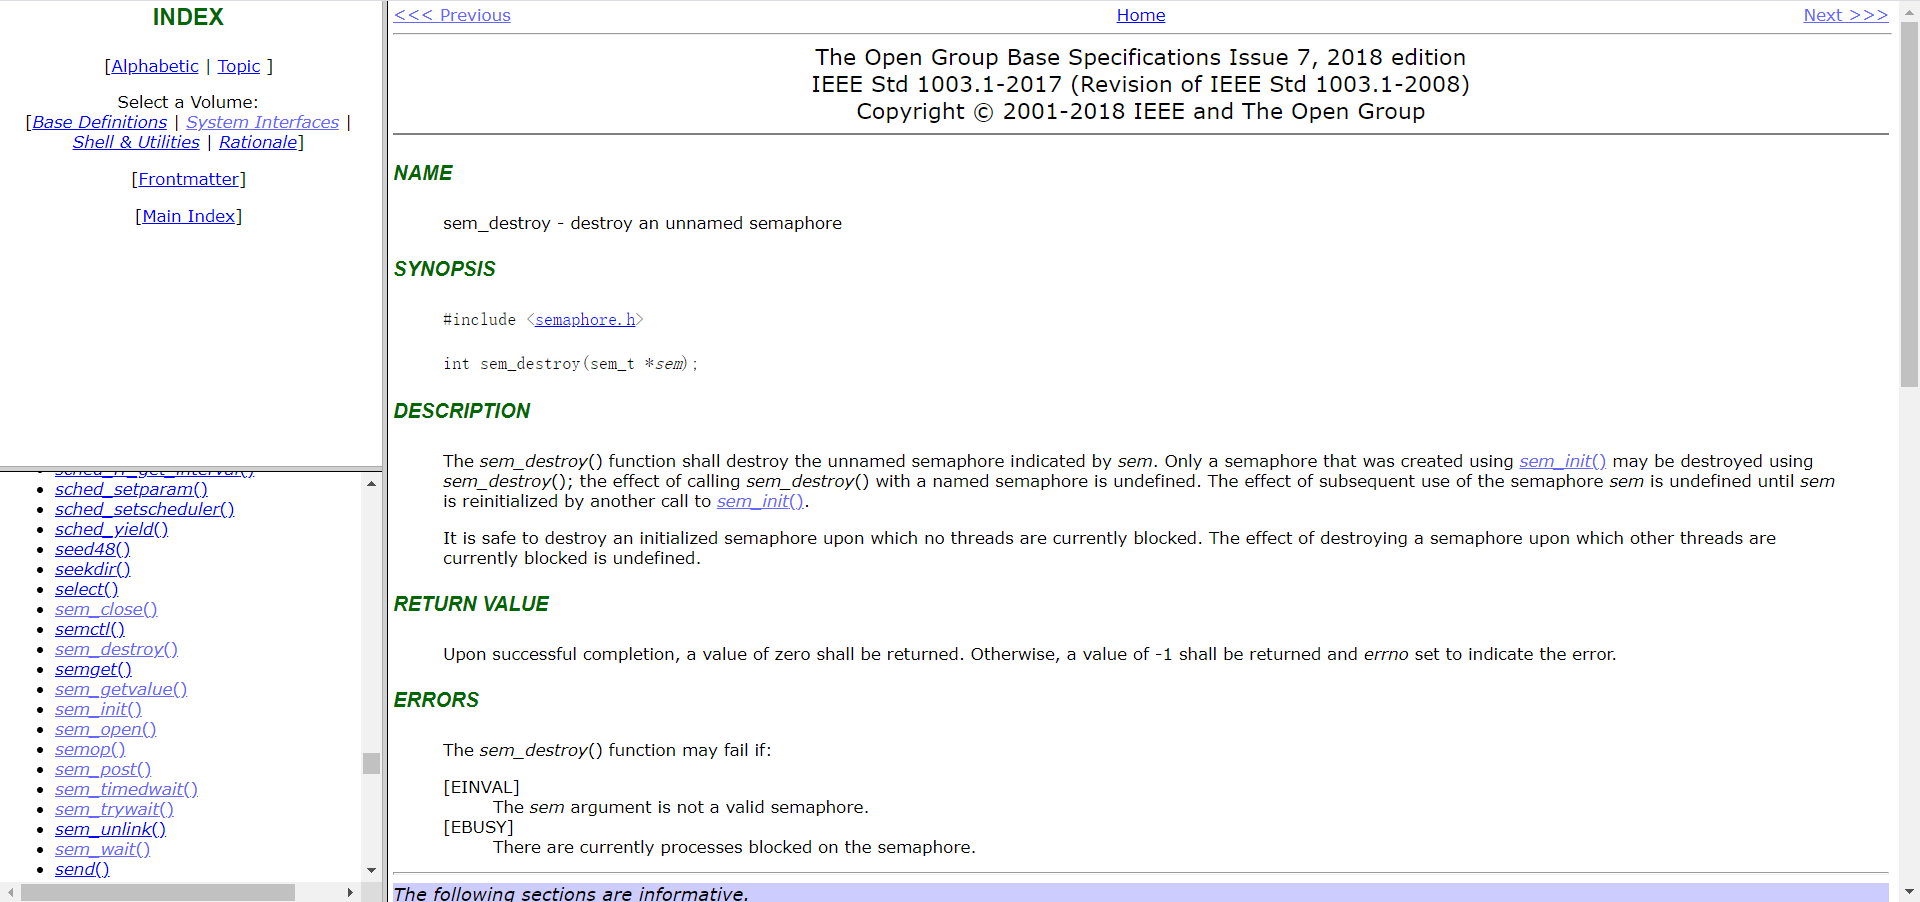 INDEX
[Alphabetic | Topic ]
Select a Volume:
[Base Definitions | System Interfaces |
Shell & Utilities | Rationale]
[Frontmatter]
[Main Index]
sched_rr_get_interval()
sched_setparam()
sched_setscheduler()
sched_yield()
seed48()
seekdir()
select()
sem_close()
semctl()
sem_destroy()
semget()
sem_getvalue()
sem_init()
sem_open()
semop()
sem_post()
sem_timedwait()
sem_trywait()
sem_unlink()
sem_wait()
send()
<<< Previous
Home
Next >>>
The Open Group Base Specifications Issue 7, 2018 edition
IEEE Std 1003.1-2017 (Revision of IEEE Std 1003.1-2008)
Copyright © 2001-2018 IEEE and The Open Group
NAME
sem_destroy - destroy an unnamed semaphore
SYNOPSIS
#include <semaphore.h>
int sem_destroy(sem_t *sem);
DESCRIPTION
The sem_destroy() function shall destroy the unnamed semaphore indicated by sem. Only a semaphore that was created using sem_init() may be destroyed using
sem_destroy(); the effect of calling sem_destroy() with a named semaphore is undefined. The effect of subsequent use of the semaphore sem is undefined until sem
is reinitialized by another call to sem_init().
It is safe to destroy an initialized semaphore upon which no threads are currently blocked. The effect of destroying a semaphore upon which other threads are
currently blocked is undefined.
RETURN VALUE
Upon successful completion, a value of zero shall be returned. Otherwise, a value of -1 shall be returned and errno set to indicate the error.
ERRORS
The sem_destroy() function may fail if:
[EINVAL]
The sem argument is not a valid semaphore.
[EBUSY]
There are currently processes blocked on the semaphore.
The following sections are informative.